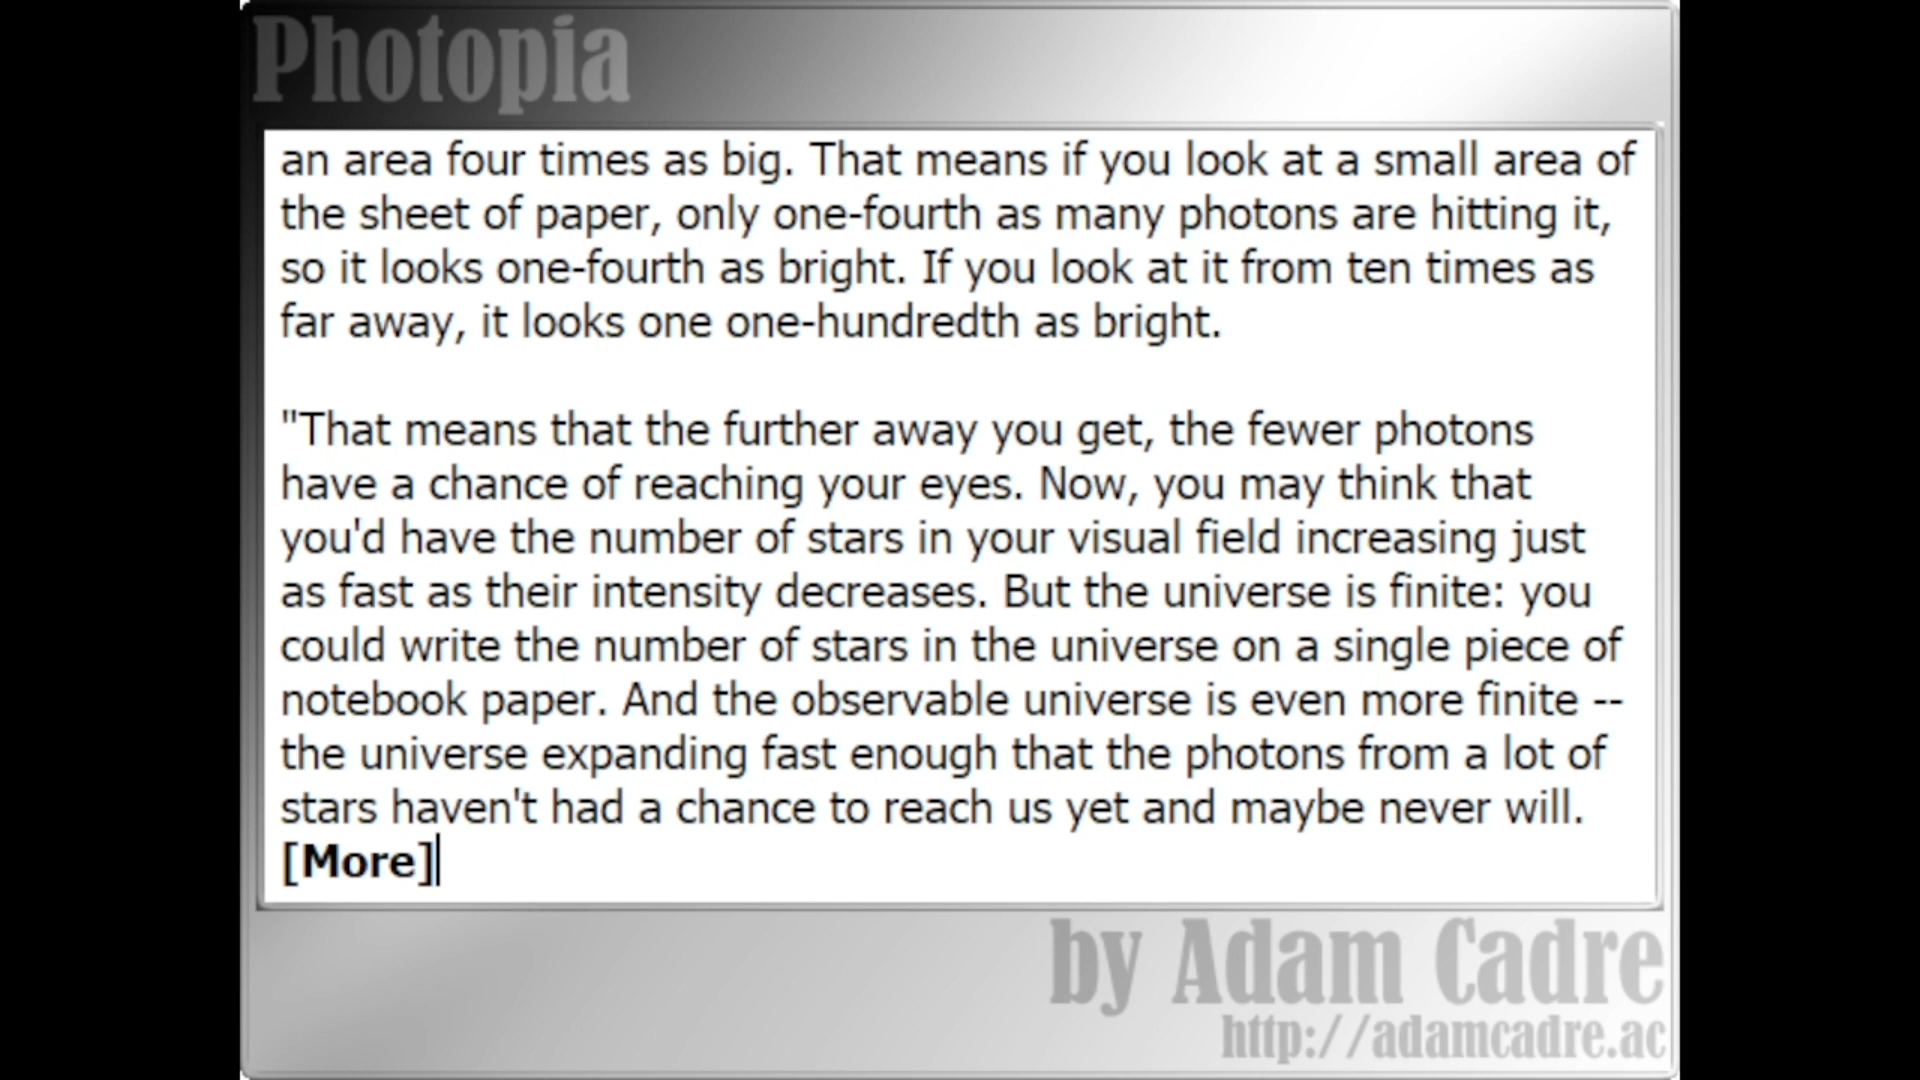 Photopia
an area four times as big. That means if you look at a small area of
the sheet of paper, only one-fourth as many photons are hitting it,
so it looks one-fourth as bright. If you look at it from ten times as
far away, it looks one one-hundredth as bright.
"That means that the further away you get, the fewer photons
have a chance of reaching your eyes. Now, you may think that
you'd have the number of stars in your visual field increasing just
as fast as their intensity decreases. But the universe is finite: you
could write the number of stars in the universe on a single piece of
notebook paper. And the observable universe is even more finite --
the universe expanding fast enough that the photons from a lot of
stars haven't had a chance to reach us yet and maybe never will.
[More]
by Adam Cadre
http://adamcadre.ac